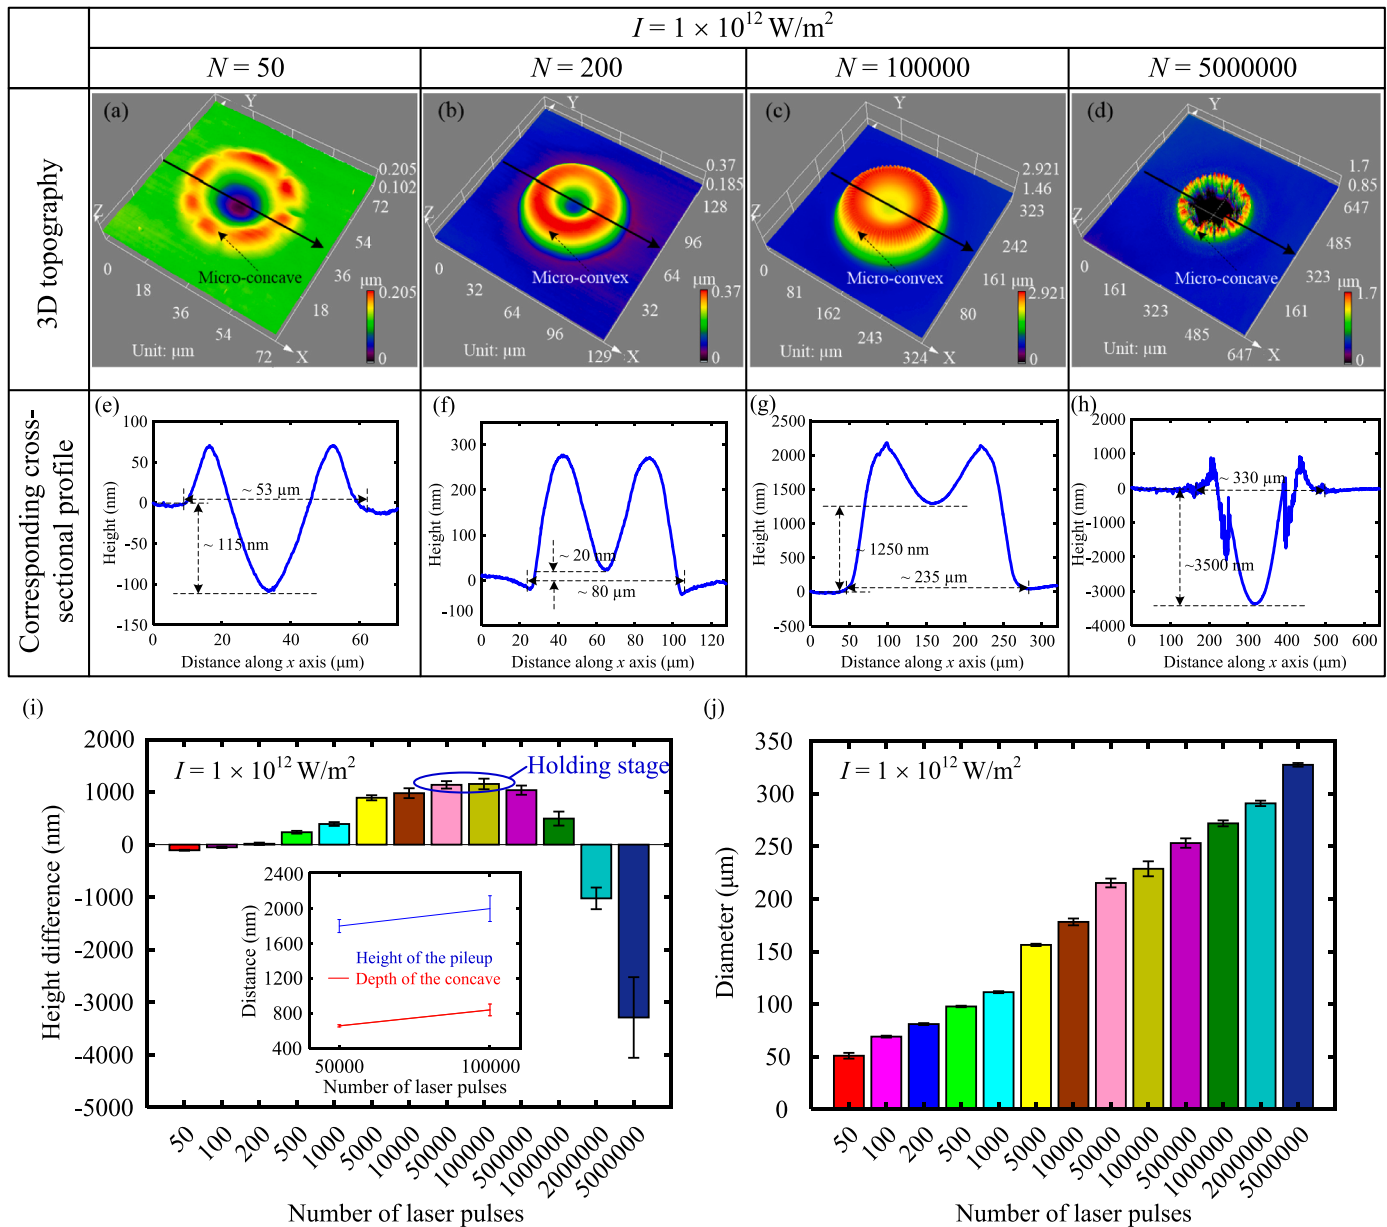 I = 1 × 10¹² W/m²
N = 50
N = 200
N = 100000
N = 5000000
3D topography
(a)
Y
Z
X
0.205
0.102
72
54
36
18
0
18
36
54
72
Micro-concave
Unit: μm
μm
0.205
0
(b)
Y
Z
X
0.37
0.185
128
96
64
32
0
32
64
96
129
Micro-convex
Unit: μm
μm
0.37
0
(c)
Y
Z
X
2.921
1.46
323
242
161
80
0
81
162
243
324
Micro-convex
Unit: μm
μm
2.921
0
(d)
Y
Z
X
1.7
0.85
647
485
323
161
0
161
323
485
647
Micro-concave
Unit: μm
μm
1.7
0
Corresponding cross-
sectional profile
(e)
100
50
0
-50
-100
-150
Height (nm)
~ 53 μm
~ 115 nm
0
20
40
60
Distance along x axis (μm)
(f)
300
200
100
0
-100
Height (nm)
~ 20 nm
~ 80 μm
0
20
40
60
80
100
120
Distance along x axis (μm)
(g)
2500
2000
1500
1000
500
0
-500
Height (nm)
~ 1250 nm
~ 235 μm
0
50
100
150
200
250
300
Distance along x axis (μm)
(h)
2000
1000
0
-1000
-2000
-3000
-4000
Height (nm)
~ 330 μm
~3500 nm
0
100
200
300
400
500
600
Distance along x axis (μm)
(i)
2000
1000
0
-1000
-2000
-3000
-4000
-5000
Height difference (nm)
I = 1 × 10¹² W/m²
Holding stage
2400
2000
1600
1200
800
400
Distance (nm)
Height of the pileup
Depth of the concave
50000
100000
Number of laser pulses
50
100
200
500
1000
5000
10000
50000
100000
500000
1000000
2000000
5000000
Number of laser pulses
(j)
350
300
250
200
150
100
50
0
Diameter (μm)
I = 1 × 10¹² W/m²
50
100
200
500
1000
5000
10000
50000
100000
500000
1000000
2000000
5000000
Number of laser pulses